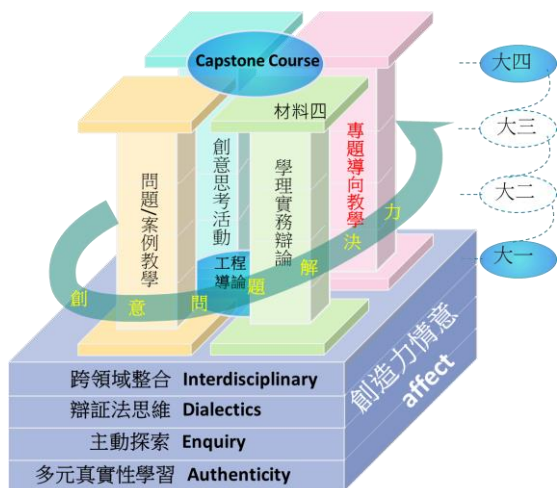 Capstone Course
材料四
問題/案例教學
創意思考活動
學理實務辯論
專題導向教學
工程
導論
創意問題解決力
大四
大三
大二
大一
跨領域整合 Interdisciplinary
辯証法思維 Dialectics
主動探索 Enquiry
多元真實性學習 Authenticity
創造力情意
affect